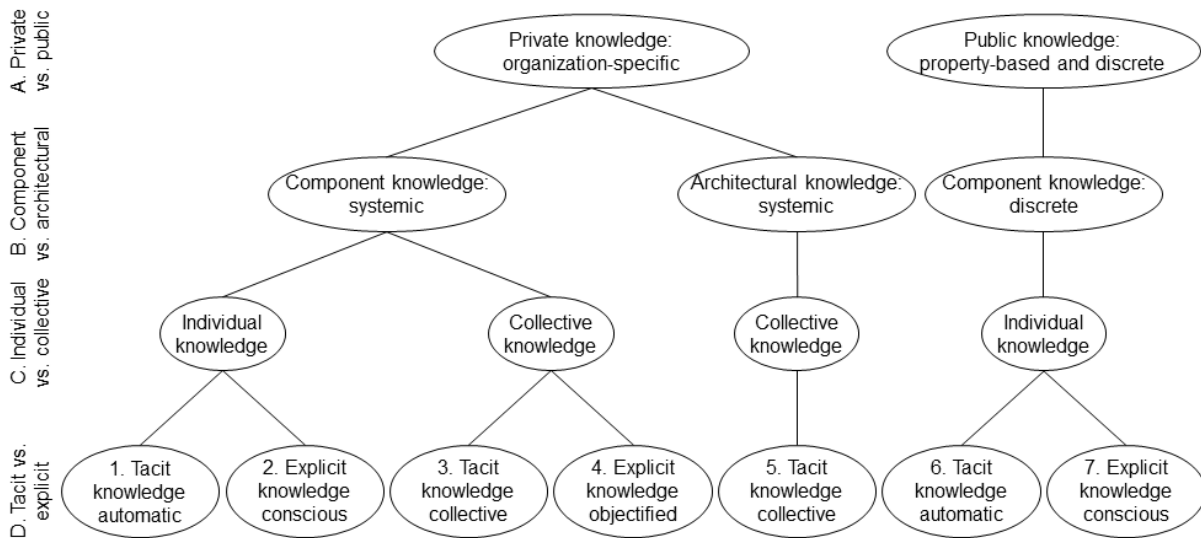 A. Private
vs. public
Private knowledge:
organization-specific
Public knowledge:
property-based and discrete
B. Component
vs. architectural
Component knowledge:
systemic
Architectural knowledge:
systemic
Component knowledge:
discrete
C. Individual
vs. collective
Individual
knowledge
Collective
knowledge
Collective
knowledge
Individual
knowledge
D. Tacit vs.
explicit
1. Tacit
knowledge
automatic
2. Explicit
knowledge
conscious
3. Tacit
knowledge
collective
4. Explicit
knowledge
objectified
5. Tacit
knowledge
collective
6. Tacit
knowledge
automatic
7. Explicit
knowledge
conscious